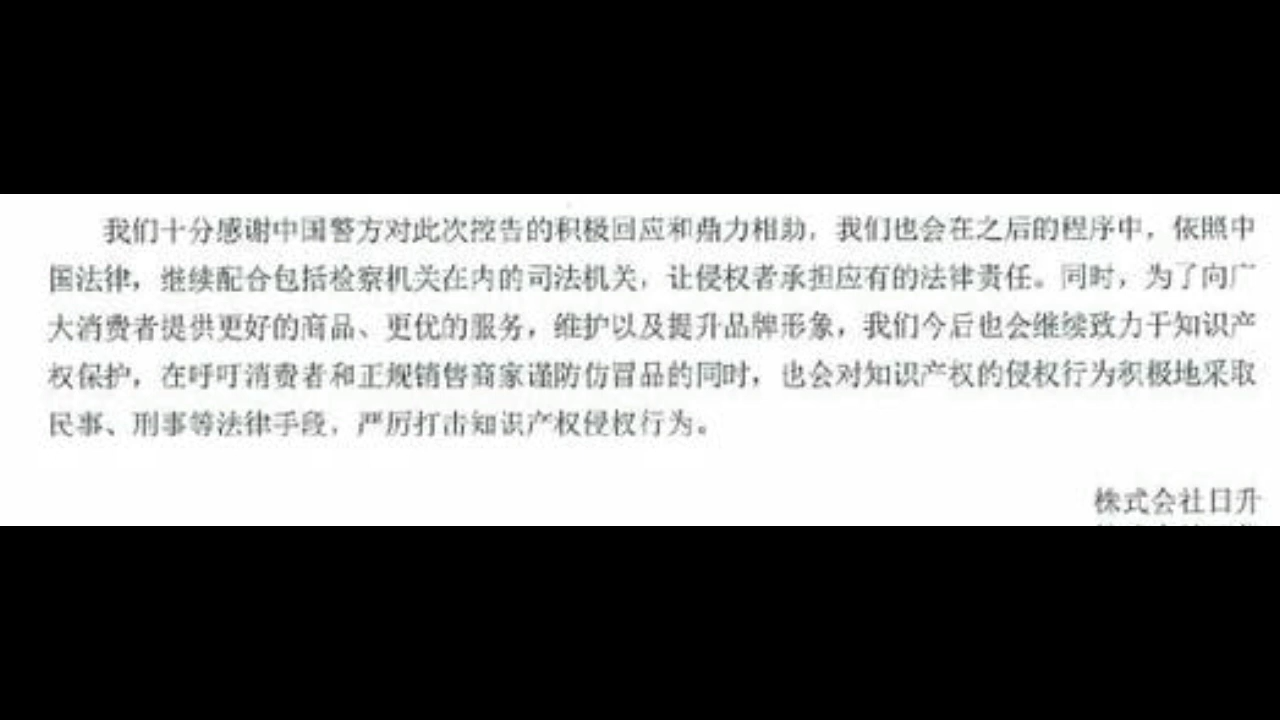 我们十分感谢中国警方对此次控告的积极回应和鼎力相助，我们也会在之后的程序中，依照中
国法律，继续配合包括检察机关在内的司法机关，让侵权者承担应有的法律责任。同时，为了向广
大消费者提供更好的商品、更优的服务，维护以及提升品牌形象，我们今后也会继续致力于知识产
权保护，在呼吁消费者和正规销售商家谨防仿冒品的同时，也会对知识产权的侵权行为积极地采取
民事、刑事等法律手段，严厉打击知识产权侵权行为。
株式会社日升